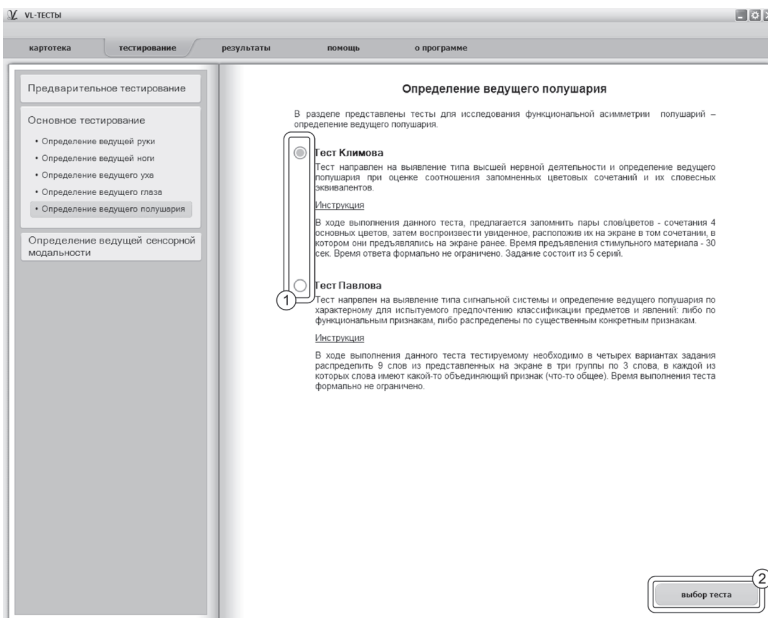 VL-ТЕСТЫ
картотека тестирование результаты помощь о программе
Предварительное тестирование
Основное тестирование
• Определение ведущей руки
• Определение ведущей ноги
• Определение ведущего уха
• Определение ведущего глаза
• Определение ведущего полушария
Определение ведущей сенсорной
модальности
Определение ведущего полушария
В разделе представлены тесты для исследования функциональной асимметрии полушарий –
определение ведущего полушария.
Тест Климова
Тест направлен на выявление типа высшей нервной деятельности и определение ведущего
полушария при оценке соотношения запомненных цветовых сочетаний и их словесных
эквивалентов.
Инструкция
В ходе выполнения данного теста, предлагается запомнить пары слов/цветов - сочетания 4
основных цветов, затем воспроизвести увиденное, расположив их на экране в том сочетании, в
котором они предъявлялись на экране ранее. Время предъявления стимульного материала - 30
сек. Время ответа формально не ограничено. Задание состоит из 5 серий.
Тест Павлова
1
Тест напрвлен на выявление типа сигнальной системы и определение ведущего полушария по
характерному для испытуемого предпочтению классификации предметов и явлений: либо по
функциональным признакам, либо распределены по существенным конкретным признакам.
Инструкция
В ходе выполнения данного теста тестируемому необходимо в четырех вариантах задания
распределить 9 слов из представленных на экране в три группы по 3 слова, в каждой из
которых слова имеют какой-то объединяющий признак (что-то общее). Время выполнения теста
формально не ограничено.
2
выбор теста